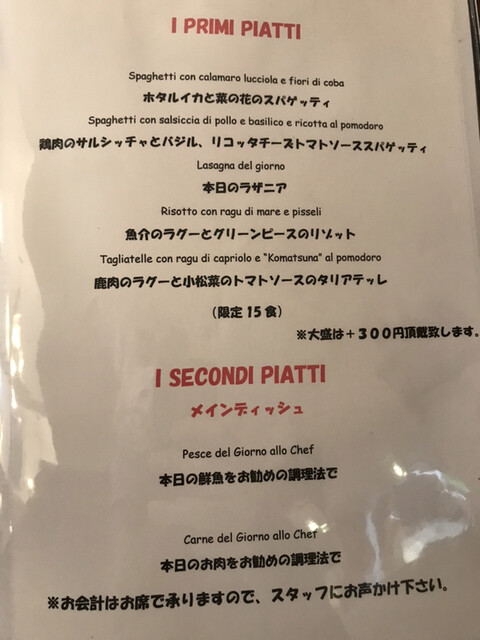 I PRIMI PIATTI
Spaghetti con calamaro lucciola e fiori di coba
ホタルイカと菜の花のスパゲッティ
Spaghetti con salsiccia di pollo e basilico e ricotta al pomodoro
鶏肉のサルシッチャとバジル、リコッタチーズトマトソーススパゲッティ
Lasagna del giorno
本日のラザニア
Risotto con ragu di mare e pisseli
魚介のラグーとグリーンピースのリゾット
Tagliatelle con ragu di capriolo e "Komatsuna" al pomodoro
鹿肉のラグーと小松菜のトマトソースのタリアテッレ
（限定15食）
※大盛は＋３００円頂戴致します。
I SECONDI PIATTI
メインディッシュ
Pesce del Giorno allo Chef
本日の鮮魚をお勧めの調理法で
Carne del Giorno allo Chef
本日のお肉をお勧めの調理法で
※お会計はお席で承りますので、スタッフにお声かけ下さい。